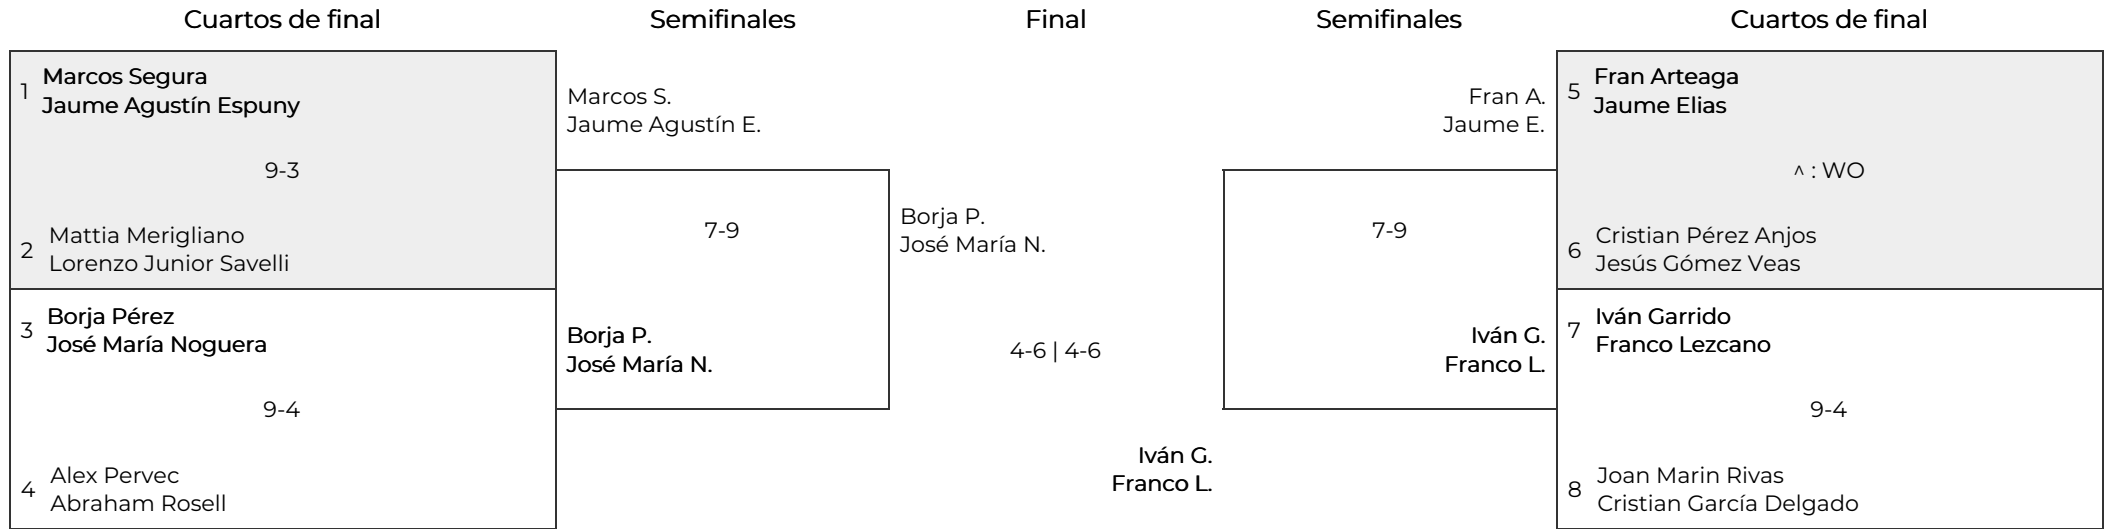 Cuartos de final
Semifinales
Final
Semifinales
Cuartos de final
1
Marcos Segura
Jaume Agustín Espuny
9-3
2
Mattia Merigliano
Lorenzo Junior Savelli
3
Borja Pérez
José María Noguera
9-4
4
Alex Pervec
Abraham Rosell
Marcos S.
Jaume Agustín E.
7-9
Borja P.
José María N.
Borja P.
José María N.
4-6 | 4-6
Iván G.
Franco L.
Fran A.
Jaume E.
7-9
Iván G.
Franco L.
5
Fran Arteaga
Jaume Elias
^ : WO
6
Cristian Pérez Anjos
Jesús Gómez Veas
7
Iván Garrido
Franco Lezcano
9-4
8
Joan Marin Rivas
Cristian García Delgado